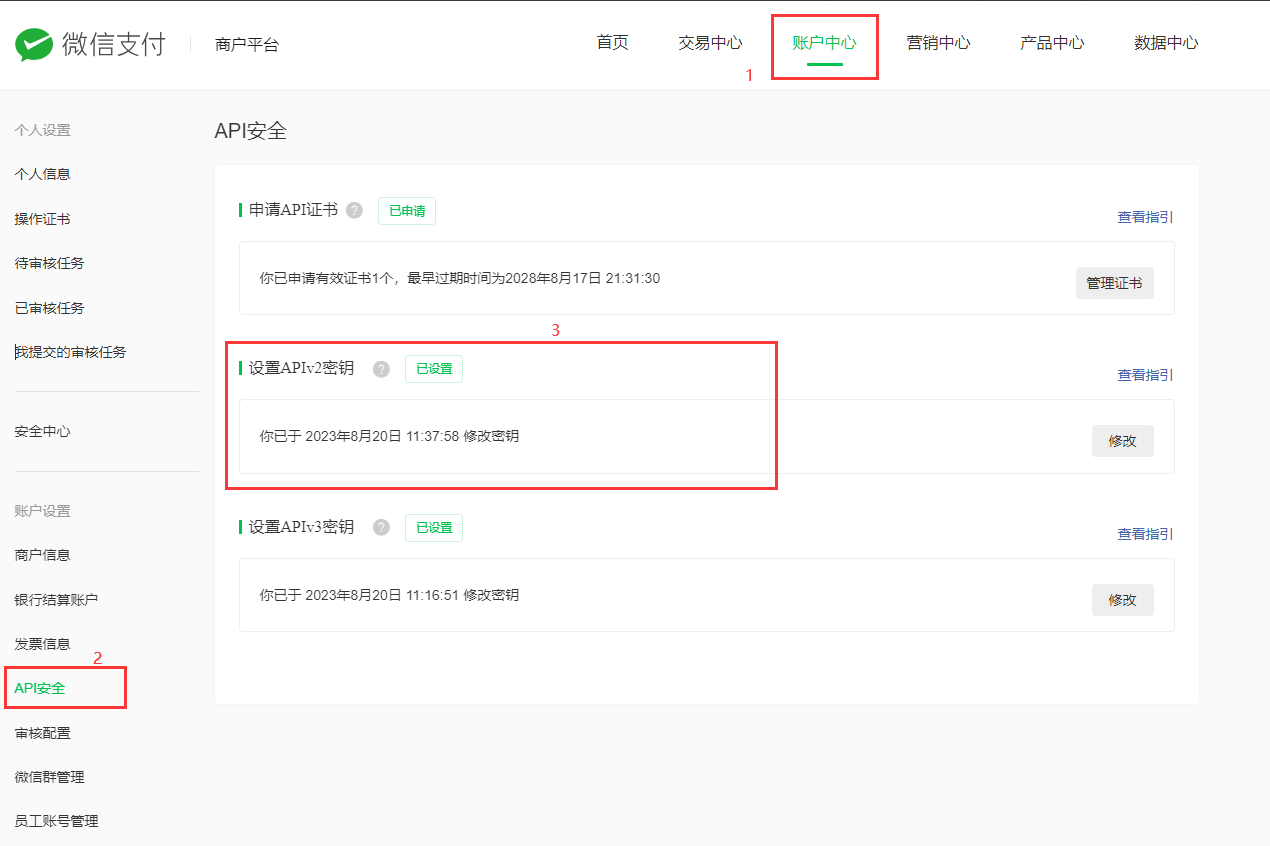 微信支付 商户平台 首页 交易中心 账户中心 营销中心 产品中心 数据中心
1
个人设置
个人信息
操作证书
待审核任务
已审核任务
我提交的审核任务
安全中心
账户设置
商户信息
银行结算账户
发票信息
2
API安全
审核配置
微信群管理
员工账号管理
API安全
申请API证书 ? 已申请 查看指引
你已申请有效证书1个，最早过期时间为2028年8月17日 21:31:30 管理证书
3
设置APIv2密钥 ? 已设置 查看指引
你已于 2023年8月20日 11:37:58 修改密钥 修改
设置APIv3密钥 ? 已设置 查看指引
你已于 2023年8月20日 11:16:51 修改密钥 修改